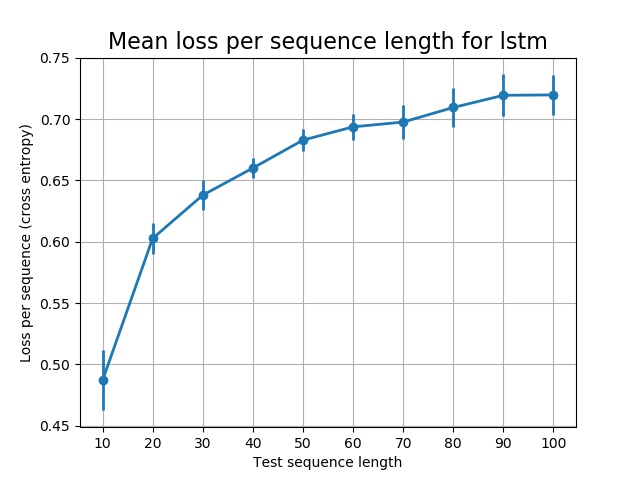 Mean loss per sequence length for lstm
0.75
0.70
0.65
0.60
0.55
0.50
0.45
Loss per sequence (cross entropy)
10 20 30 40 50 60 70 80 90 100
Test sequence length